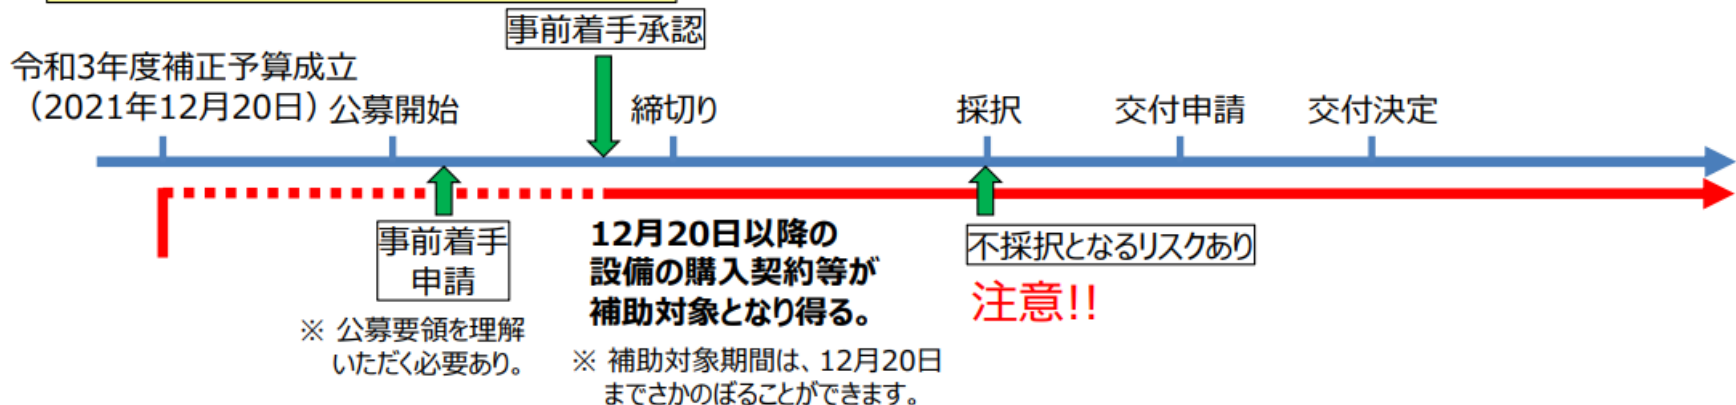 事前着手承認
令和3年度補正予算成立
（2021年12月20日）
公募開始
締切り
採択
交付申請
交付決定
事前着手
申請
※ 公募要領を理解
いただく必要あり。
12月20日以降の
設備の購入契約等が
補助対象となり得る。
※ 補助対象期間は、12月20日
までさかのぼることができます。
不採択となるリスクあり
注意!!